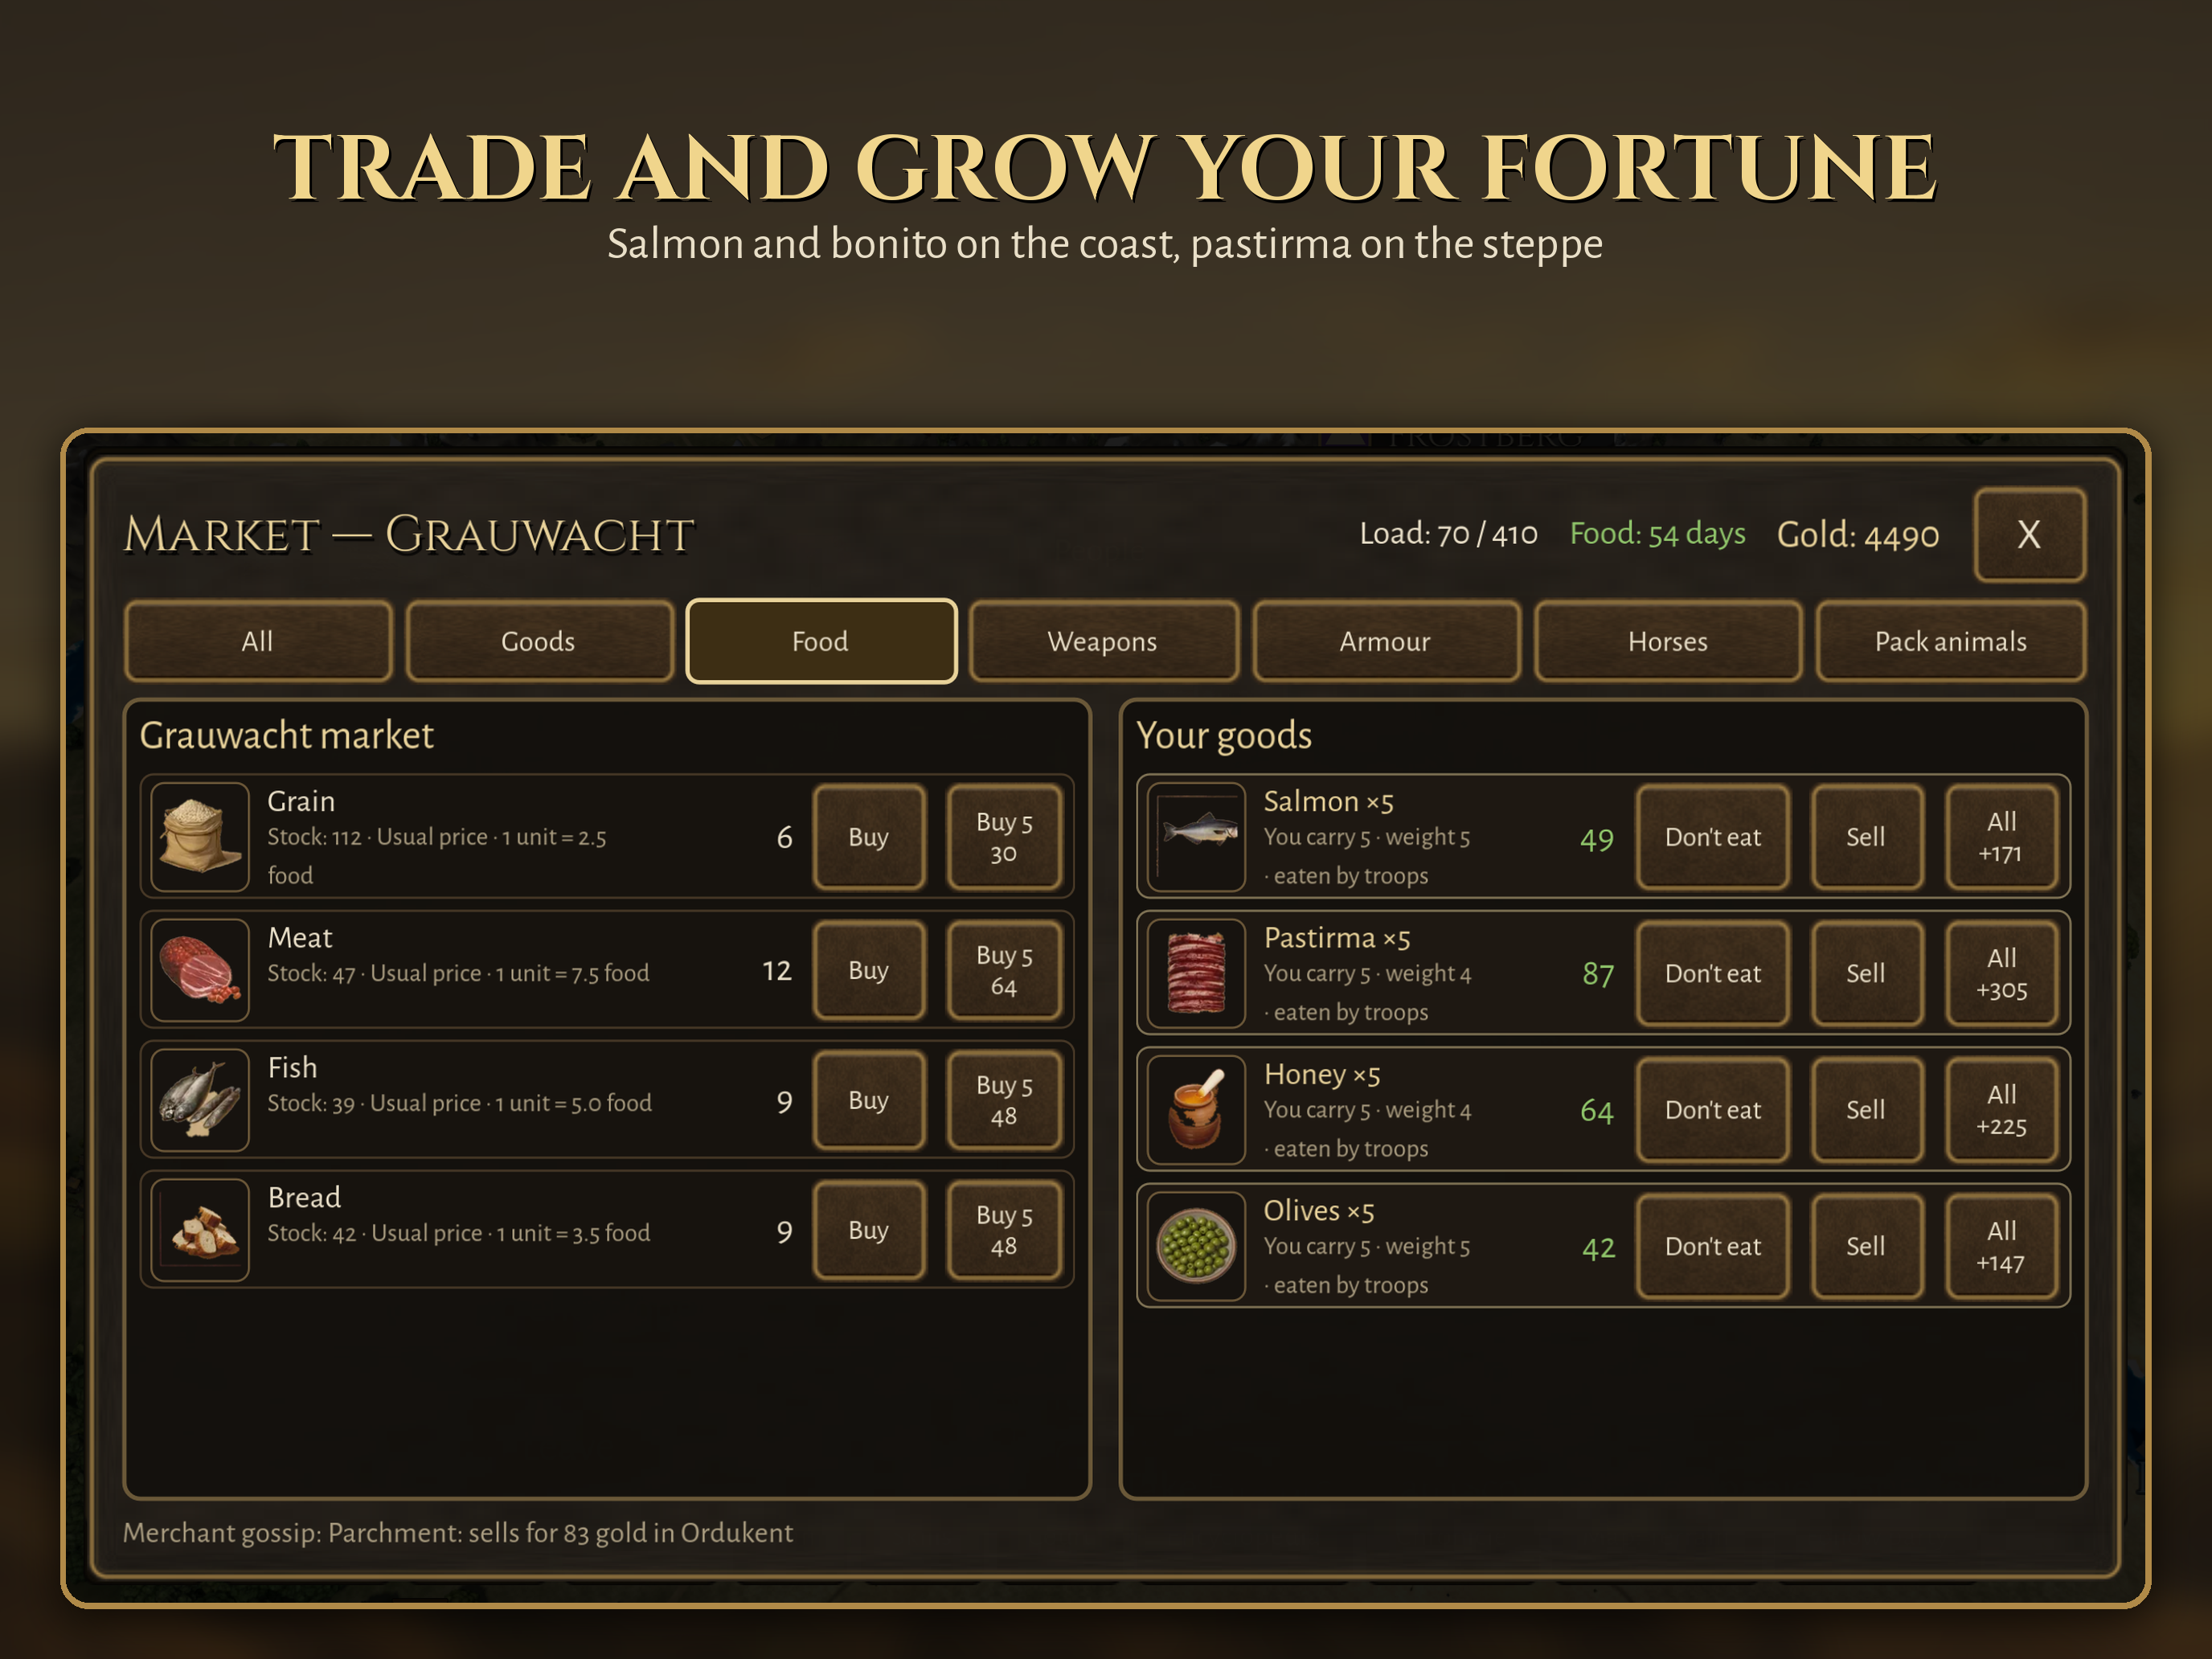 TRADE AND GROW YOUR FORTUNE
Salmon and bonito on the coast, pastirma on the steppe
FROSTBERG
Market — Grauwacht
Load: 70 / 410
Food: 54 days
Gold: 4490
X
All
Goods
Food
Weapons
Armour
Horses
Pack animals
Grauwacht market
Grain
Stock: 112 · Usual price · 1 unit = 2.5
food
6
Buy
Buy 5
30
Meat
Stock: 47 · Usual price · 1 unit = 7.5 food
12
Buy
Buy 5
64
Fish
Stock: 39 · Usual price · 1 unit = 5.0 food
9
Buy
Buy 5
48
Bread
Stock: 42 · Usual price · 1 unit = 3.5 food
9
Buy
Buy 5
48
Your goods
Salmon ×5
You carry 5 · weight 5
· eaten by troops
49
Don't eat
Sell
All
+171
Pastirma ×5
You carry 5 · weight 4
· eaten by troops
87
Don't eat
Sell
All
+305
Honey ×5
You carry 5 · weight 4
· eaten by troops
64
Don't eat
Sell
All
+225
Olives ×5
You carry 5 · weight 5
· eaten by troops
42
Don't eat
Sell
All
+147
Merchant gossip: Parchment: sells for 83 gold in Ordukent